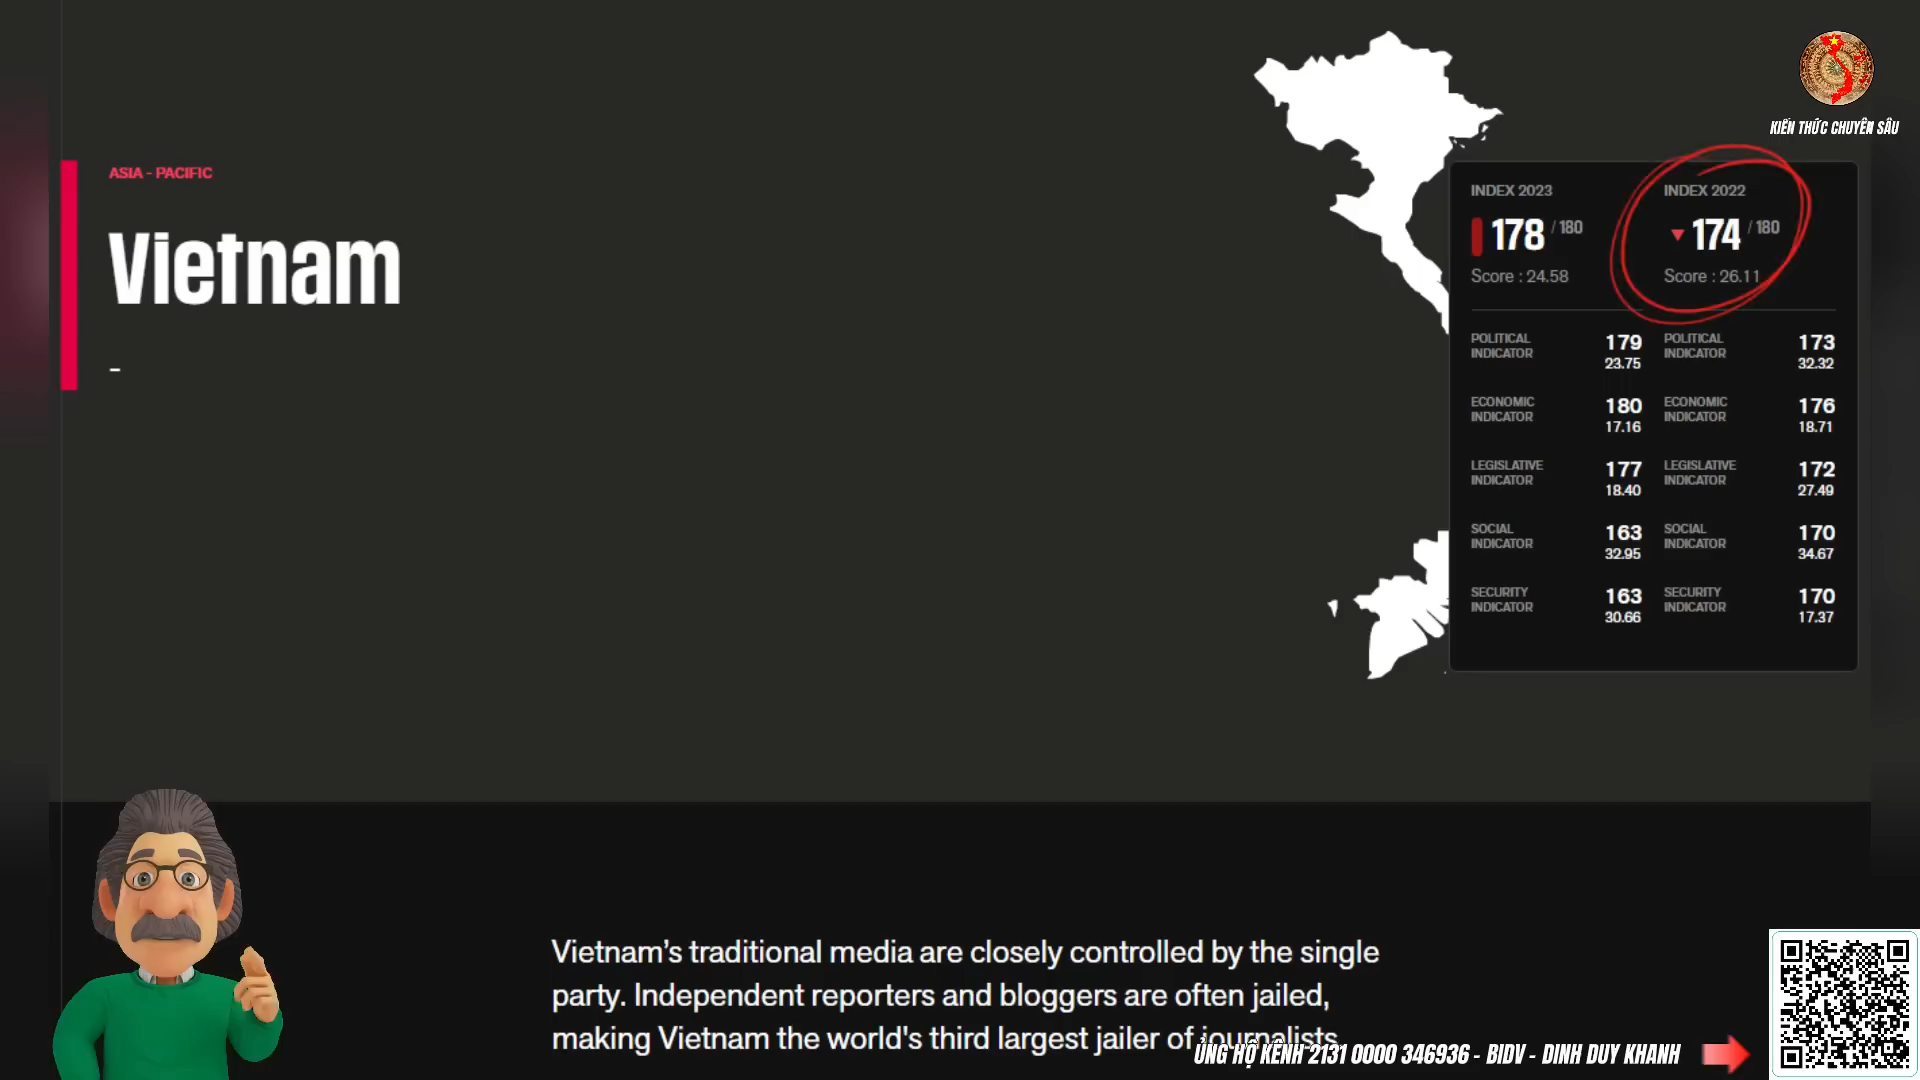 KIẾN THỨC CHUYÊN SÂU
ASIA - PACIFIC
Vietnam
-
INDEX 2023
178 / 180
Score : 24.58
INDEX 2022
174 / 180
Score : 26.11
POLITICAL INDICATOR 179 23.75
POLITICAL INDICATOR 173 32.32
ECONOMIC INDICATOR 180 17.16
ECONOMIC INDICATOR 176 18.71
LEGISLATIVE INDICATOR 177 18.40
LEGISLATIVE INDICATOR 172 27.49
SOCIAL INDICATOR 163 32.95
SOCIAL INDICATOR 170 34.67
SECURITY INDICATOR 163 30.66
SECURITY INDICATOR 170 17.37
Vietnam's traditional media are closely controlled by the single
party. Independent reporters and bloggers are often jailed,
making Vietnam the world's third largest jailer of journalists.
ỦNG HỘ KÊNH 2131 0000 346936 - BIDV - DINH DUY KHANH